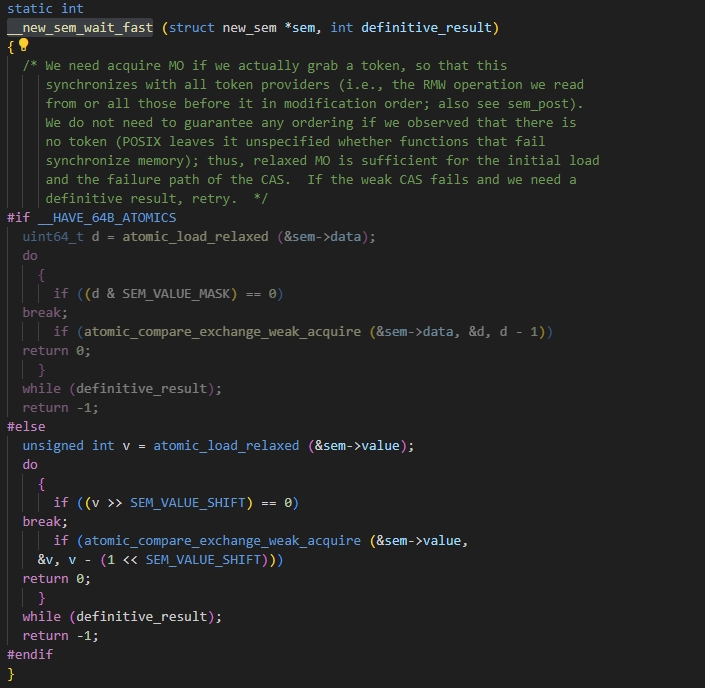 static int
__new_sem_wait_fast (struct new_sem *sem, int definitive_result)
{
/* We need acquire MO if we actually grab a token, so that this
synchronizes with all token providers (i.e., the RMW operation we read
from or all those before it in modification order; also see sem_post).
We do not need to guarantee any ordering if we observed that there is
no token (POSIX leaves it unspecified whether functions that fail
synchronize memory); thus, relaxed MO is sufficient for the initial load
and the failure path of the CAS.  If the weak CAS fails and we need a
definitive result, retry.  */
#if __HAVE_64B_ATOMICS
uint64_t d = atomic_load_relaxed (&sem->data);
do
{
if ((d & SEM_VALUE_MASK) == 0)
break;
if (atomic_compare_exchange_weak_acquire (&sem->data, &d, d - 1))
return 0;
}
while (definitive_result);
return -1;
#else
unsigned int v = atomic_load_relaxed (&sem->value);
do
{
if ((v >> SEM_VALUE_SHIFT) == 0)
break;
if (atomic_compare_exchange_weak_acquire (&sem->value,
&v, v - (1 << SEM_VALUE_SHIFT)))
return 0;
}
while (definitive_result);
return -1;
#endif
}